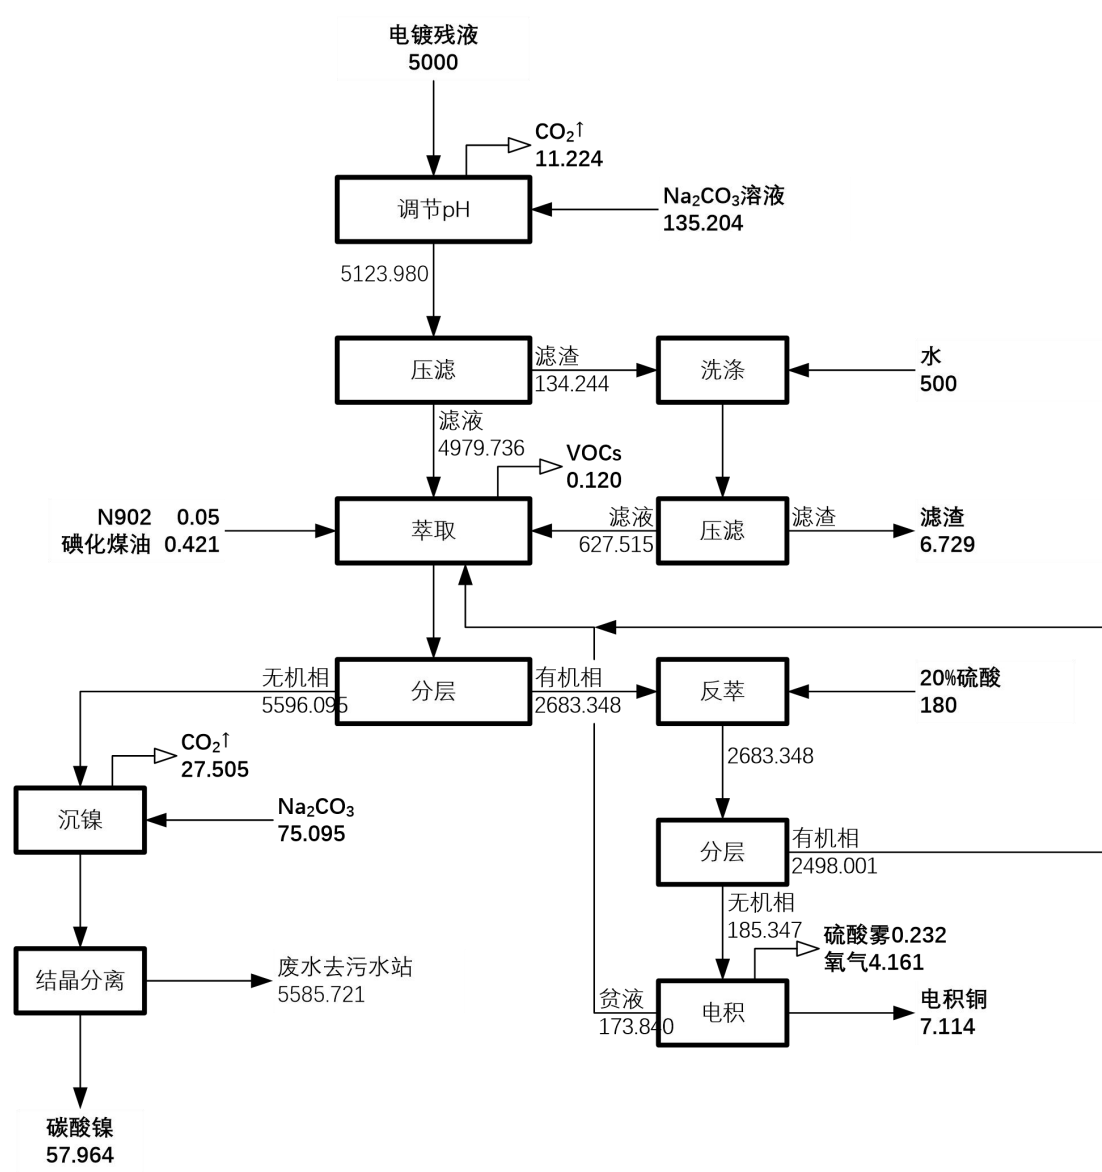 电镀残液
5000
CO₂↑
11.224
调节pH
Na₂CO₃溶液
135.204
5123.980
压滤
滤渣
134.244
洗涤
水
500
滤液
4979.736
VOCs
0.120
N902 0.05
碘化煤油 0.421
萃取
滤液
627.515
压滤
滤渣
滤渣
6.729
无机相
5596.095
分层
有机相
2683.348
反萃
20%硫酸
180
CO₂↑
27.505
2683.348
沉镍
Na₂CO₃
75.095
分层
有机相
2498.001
无机相
185.347
硫酸雾0.232
氧气4.161
结晶分离
废水去污水站
5585.721
贫液
173.840
电积
电积铜
7.114
碳酸镍
57.964